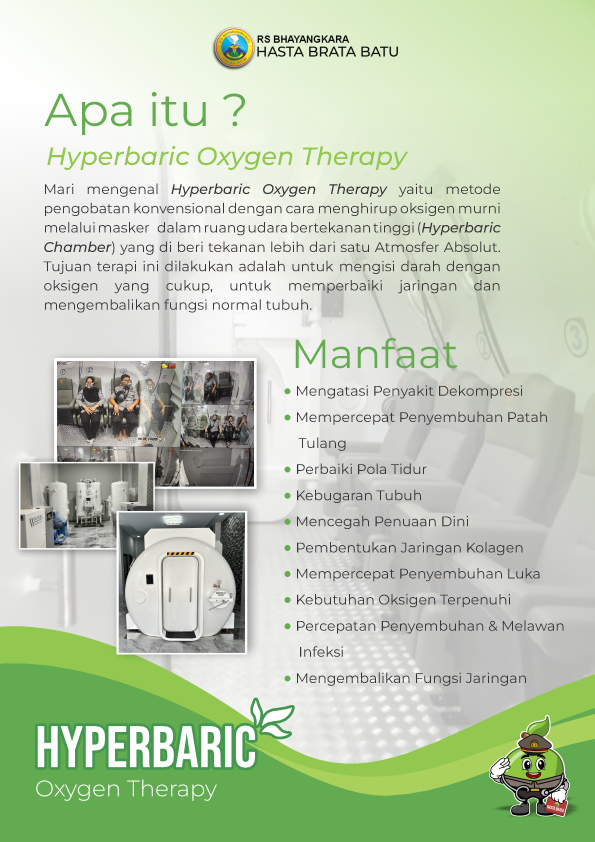 RS BHAYANGKARA
HASTA BRATA BATU
Apa itu ?
Hyperbaric Oxygen Therapy
Mari mengenal Hyperbaric Oxygen Therapy yaitu metode
pengobatan konvensional dengan cara menghirup oksigen murni
melalui masker dalam ruang udara bertekanan tinggi (Hyperbaric
Chamber) yang di beri tekanan lebih dari satu Atmosfer Absolut.
Tujuan terapi ini dilakukan adalah untuk mengisi darah dengan
oksigen yang cukup, untuk memperbaiki jaringan dan
mengembalikan fungsi normal tubuh.
Manfaat
• Mengatasi Penyakit Dekompresi
• Mempercepat Penyembuhan Patah
Tulang
• Perbaiki Pola Tidur
• Kebugaran Tubuh
• Mencegah Penuaan Dini
• Pembentukan Jaringan Kolagen
• Mempercepat Penyembuhan Luka
• Kebutuhan Oksigen Terpenuhi
• Percepatan Penyembuhan & Melawan
Infeksi
• Mengembalikan Fungsi Jaringan
HYPERBARIC
Oxygen Therapy
3